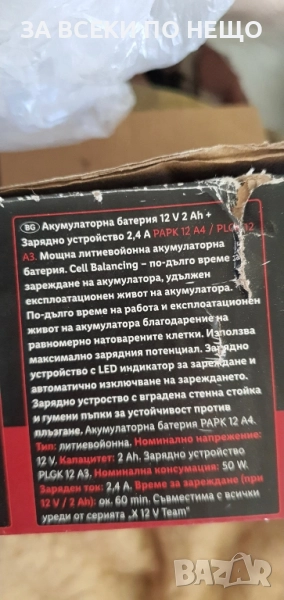 ЗА ВСЕКИ ПО НЕЩО
BG Акумулаторна батерия 12 V 2 Ah +
Зарядно устройство 2,4 A PAPK 12 A4 / PLGK 12
A3. Мощна литиевойонна акумулаторна
батерия. Cell Balancing – по-дълго време
зареждане на акумулатора, удължен
експлоатационен живот на акумулатора.
По-дълго време на работа и експлоатационен
живот на акумулатора благодарение на
равномерно натоварените клетки. Използва
максимално зарядния потенциал. Зарядно
устройство с LED индикатор за зареждане и
автоматично изключване на зареждането.
Зарядно устроство с вградена стенна стойка
и гумени пъпки за устойчивост против
плъзгане. Акумулаторна батерия PAPK 12 A4.
Тип: литиевойонна. Номинално напрежение:
12 V. Капацитет: 2 Ah. Зарядно устройство
PLGK 12 A3. Номинална консумация: 50 W.
Заряден ток: 2,4 A. Време за зареждане (при
12 V / 2 Ah): ок. 60 min. Съвместима с всички
уреди от серията „X 12 V Team"
BAZAR